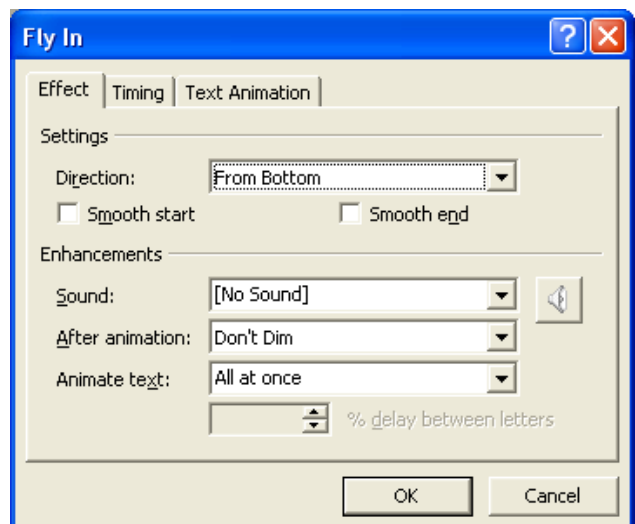 Fly In
Effect Timing Text Animation
Settings
Direction: From Bottom
Smooth start Smooth end
Enhancements
Sound: [No Sound]
After animation: Don't Dim
Animate text: All at once
% delay between letters
OK Cancel